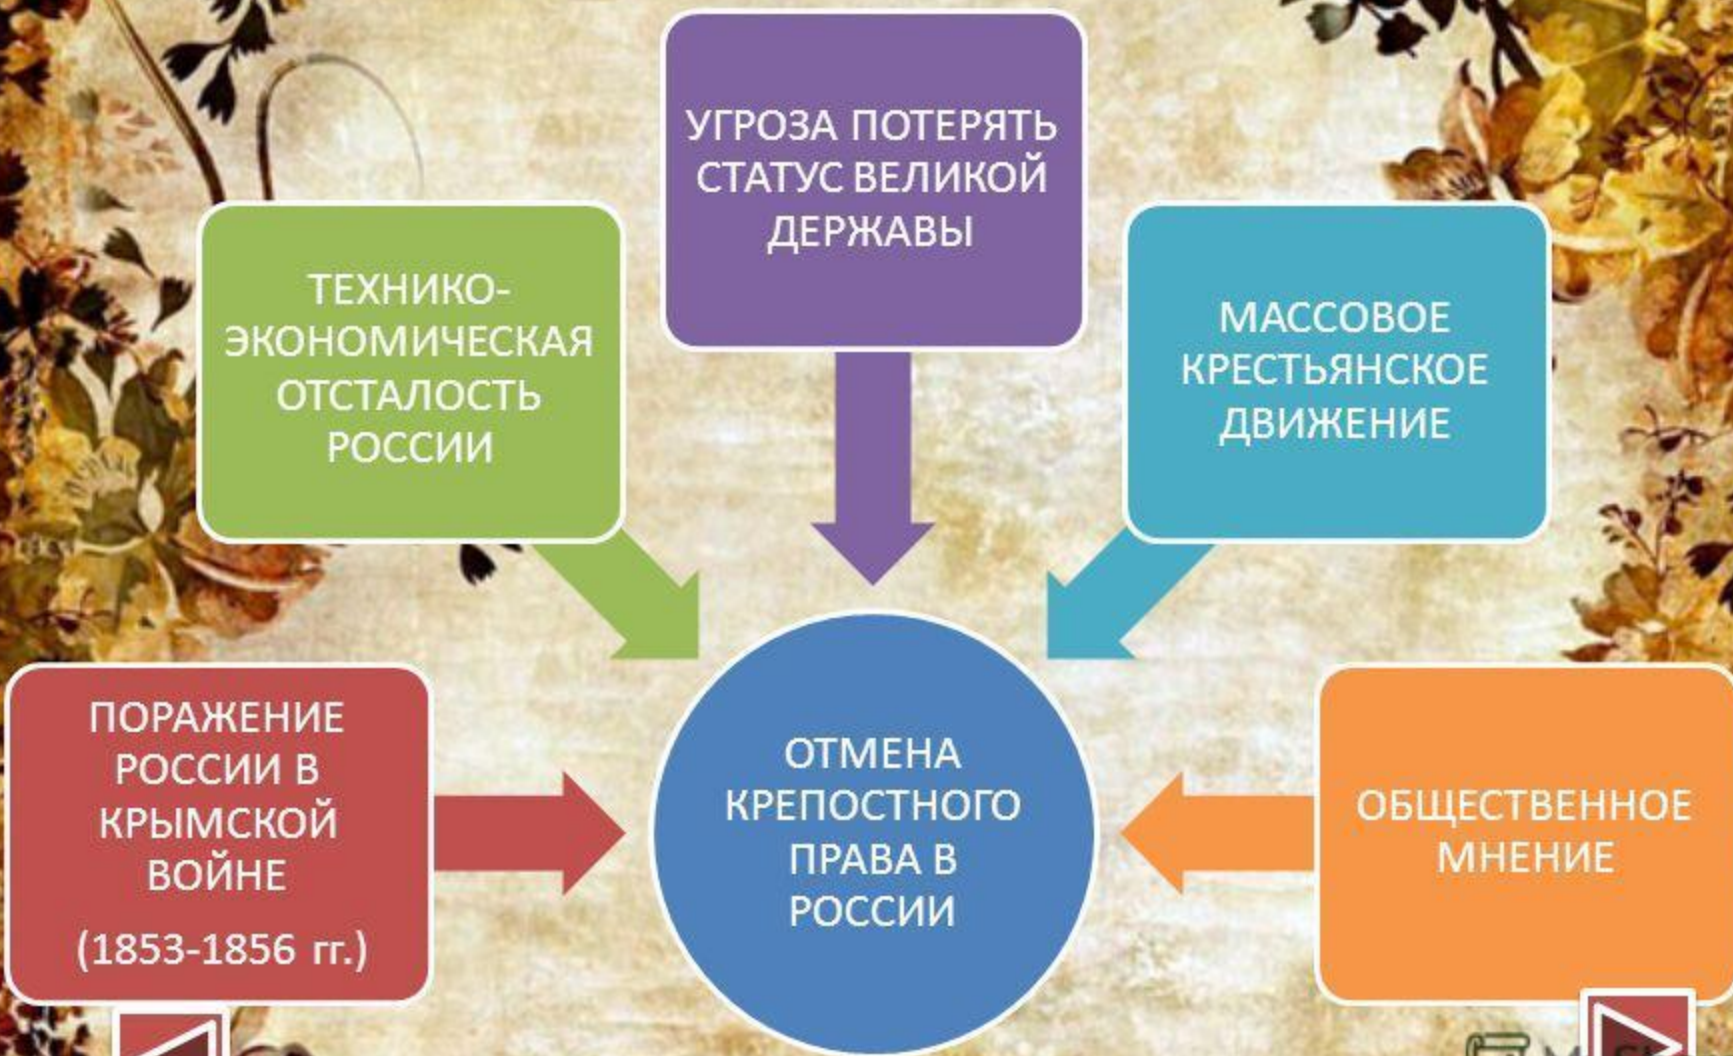 УГРОЗА ПОТЕРЯТЬ
СТАТУС ВЕЛИКОЙ
ДЕРЖАВЫ
ТЕХНИКО-
ЭКОНОМИЧЕСКАЯ
ОТСТАЛОСТЬ
РОССИИ
МАССОВОЕ
КРЕСТЬЯНСКОЕ
ДВИЖЕНИЕ
ПОРАЖЕНИЕ
РОССИИ В
КРЫМСКОЙ
ВОЙНЕ
(1853-1856 гг.)
ОТМЕНА
КРЕПОСТНОГО
ПРАВА В
РОССИИ
ОБЩЕСТВЕННОЕ
МНЕНИЕ